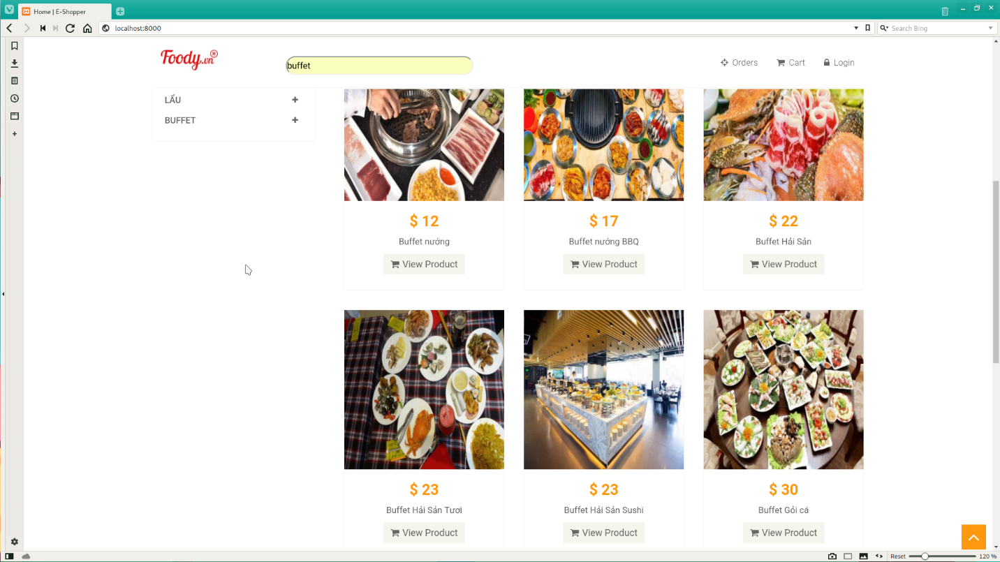 Home | E-Shopper
localhost:8000
Search Bing
Foody.vn®
buffet
Orders
Cart
Login
LẨU
BUFFET
$ 12
Buffet nướng
View Product
$ 17
Buffet nướng BBQ
View Product
$ 22
Buffet Hải Sản
View Product
$ 23
Buffet Hải Sản Tươi
View Product
$ 23
Buffet Hải Sản Sushi
View Product
$ 30
Buffet Gỏi cá
View Product
Reset
120 %